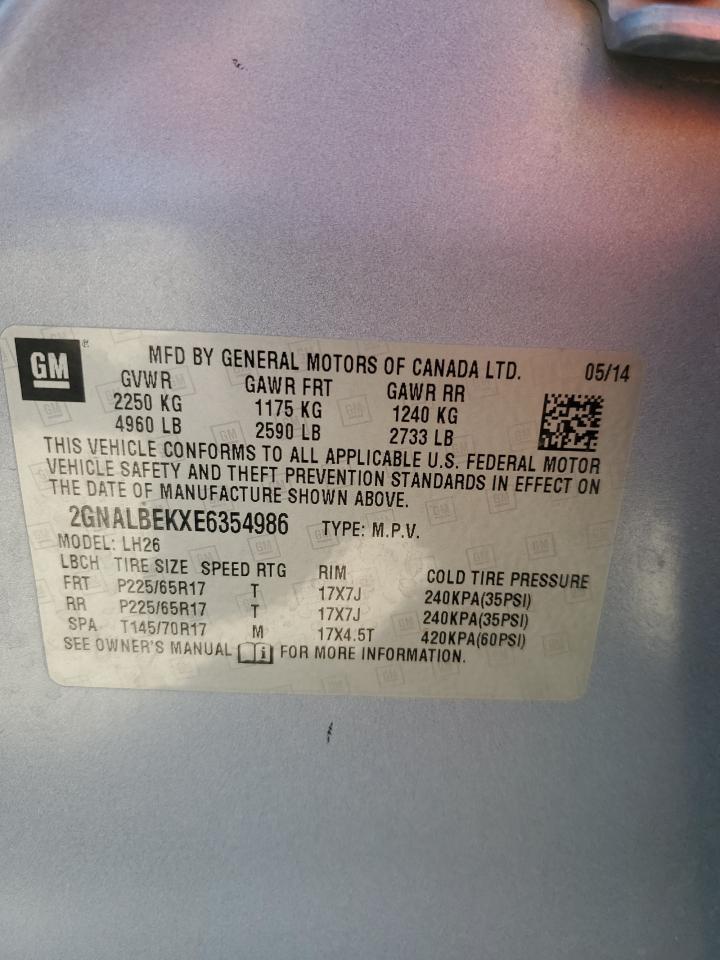 GM
MFD BY GENERAL MOTORS OF CANADA LTD. 05/14
GVWR GAWR FRT GAWR RR
2250 KG 1175 KG 1240 KG
4960 LB 2590 LB 2733 LB
THIS VEHICLE CONFORMS TO ALL APPLICABLE U.S. FEDERAL MOTOR
VEHICLE SAFETY AND THEFT PREVENTION STANDARDS IN EFFECT ON
THE DATE OF MANUFACTURE SHOWN ABOVE.
2GNALBEKXE6354986 TYPE: M.P.V.
MODEL: LH26
LBCH TIRE SIZE SPEED RTG RIM COLD TIRE PRESSURE
FRT P225/65R17 T 17X7J 240KPA(35PSI)
RR P225/65R17 T 17X7J 240KPA(35PSI)
SPA T145/70R17 M 17X4.5T 420KPA(60PSI)
SEE OWNER'S MANUAL i FOR MORE INFORMATION.